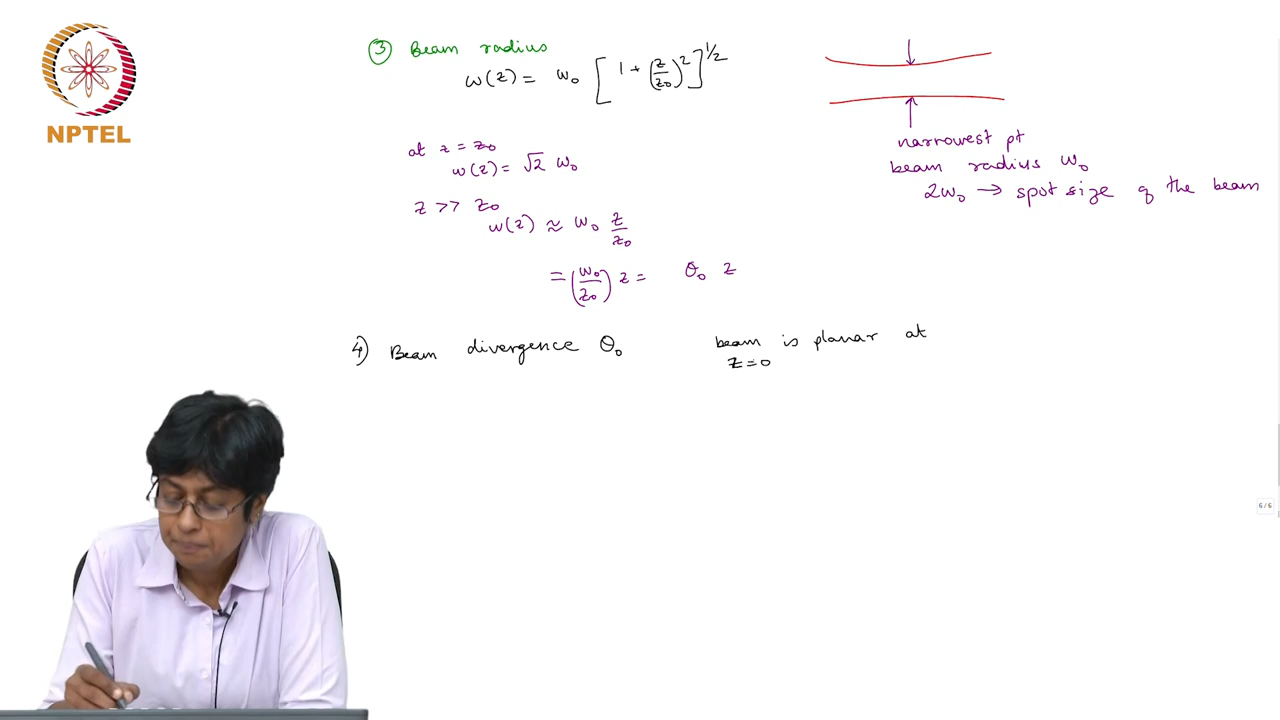 NPTEL
③ Beam radius
w(z) = w₀ [1 + (z/z₀)²]^1/2
at z = z₀
w(z) = √2 w₀
z >> z₀
w(z) ≈ w₀ z/z₀
= (w₀/z₀) z = θ₀ z
narrowest pt
beam radius w₀
2w₀ → spot size of the beam
4) Beam divergence θ₀
beam is planar at
z = 0
6/6